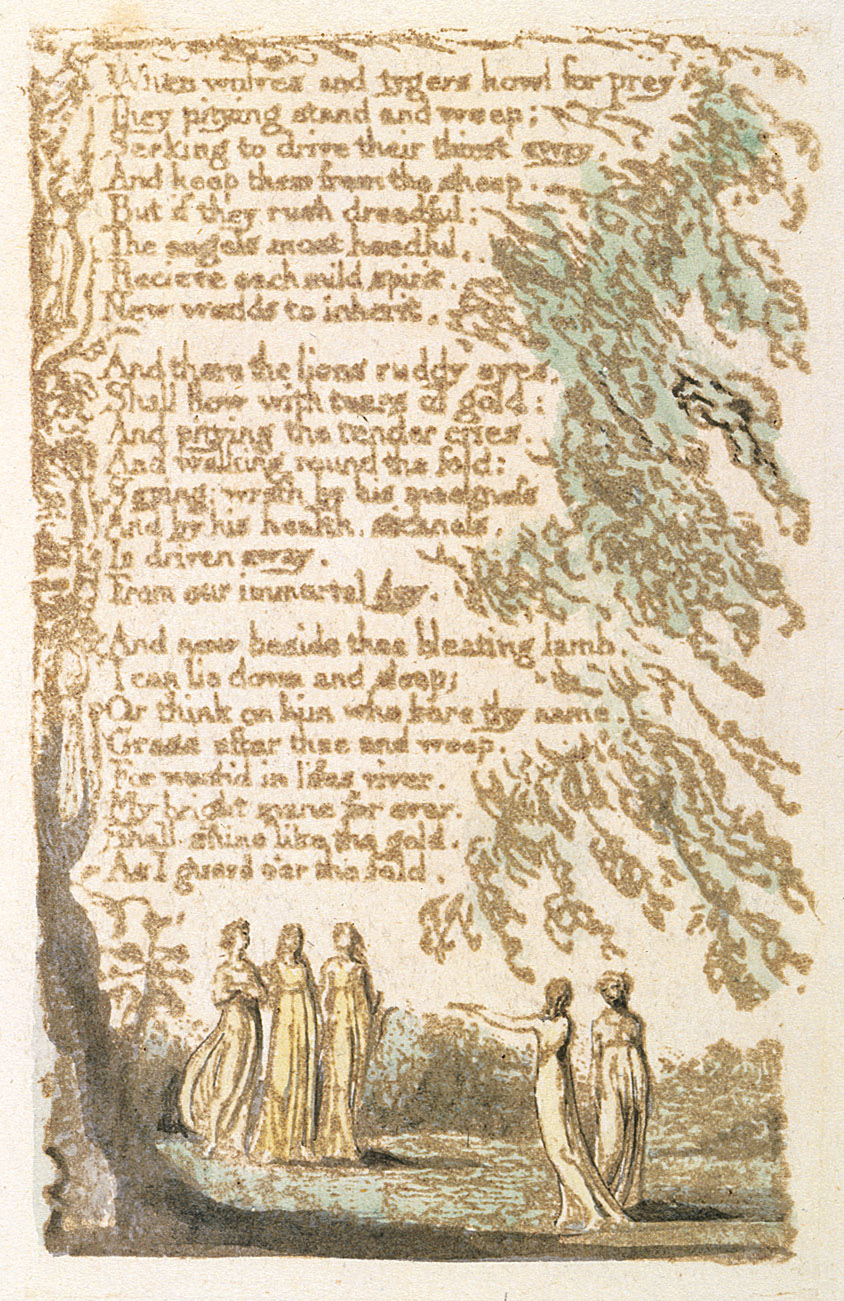 When wolves and tygers howl for prey
They pitying stand and weep;
Seeking to drive their thirst away,
And keep them from the sheep.
But if they rush dreadful;
The angels most heedful,
Recieve each mild spirit,
New worlds to inherit.
And there the lions ruddy eyes,
Shall flow with tears of gold:
And pitying the tender cries,
And walking round the fold:
Saying: wrath by his meekness
And by his health, sickness,
Is driven away,
From our immortal day.
And now beside thee bleating lamb,
I can lie down and sleep;
Or think on him who bore thy name,
Graze after thee and weep.
For wash'd in lifes river,
My bright mane for ever,
Shall shine like the gold,
As I guard o'er the fold.